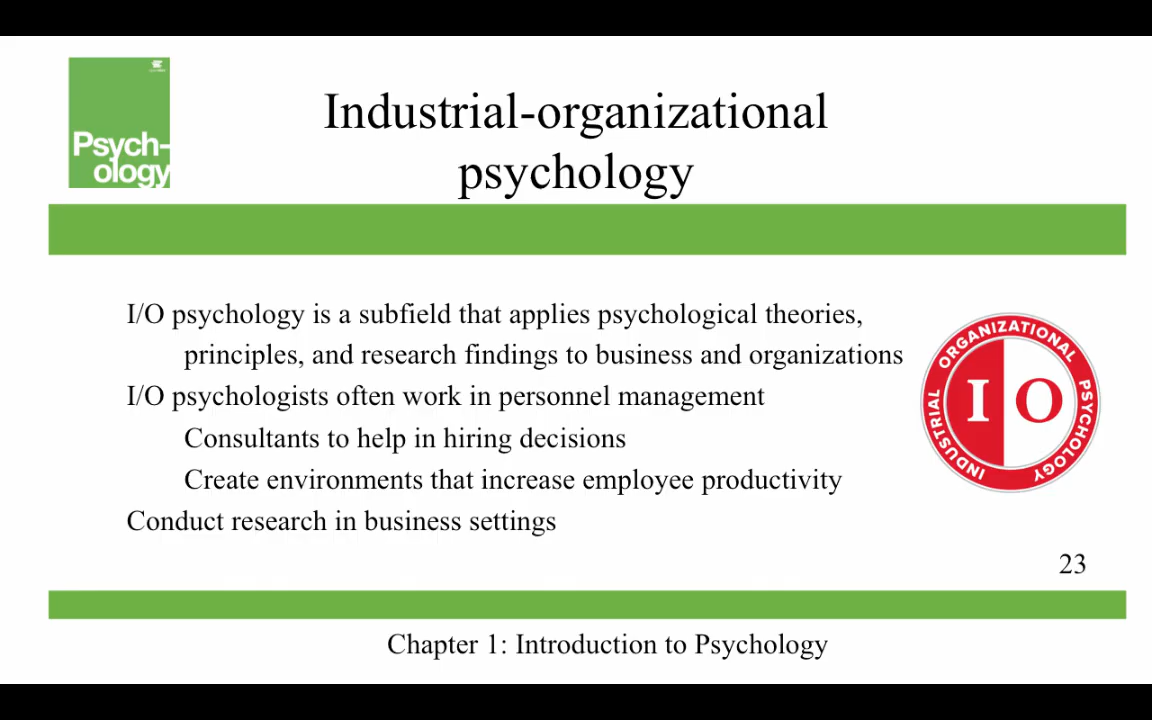 Psych-
ology
Industrial-organizational
psychology
I/O psychology is a subfield that applies psychological theories,
principles, and research findings to business and organizations
I/O psychologists often work in personnel management
Consultants to help in hiring decisions
Create environments that increase employee productivity
Conduct research in business settings
INDUSTRIAL ORGANIZATIONAL PSYCHOLOGY
I O
23
Chapter 1: Introduction to Psychology